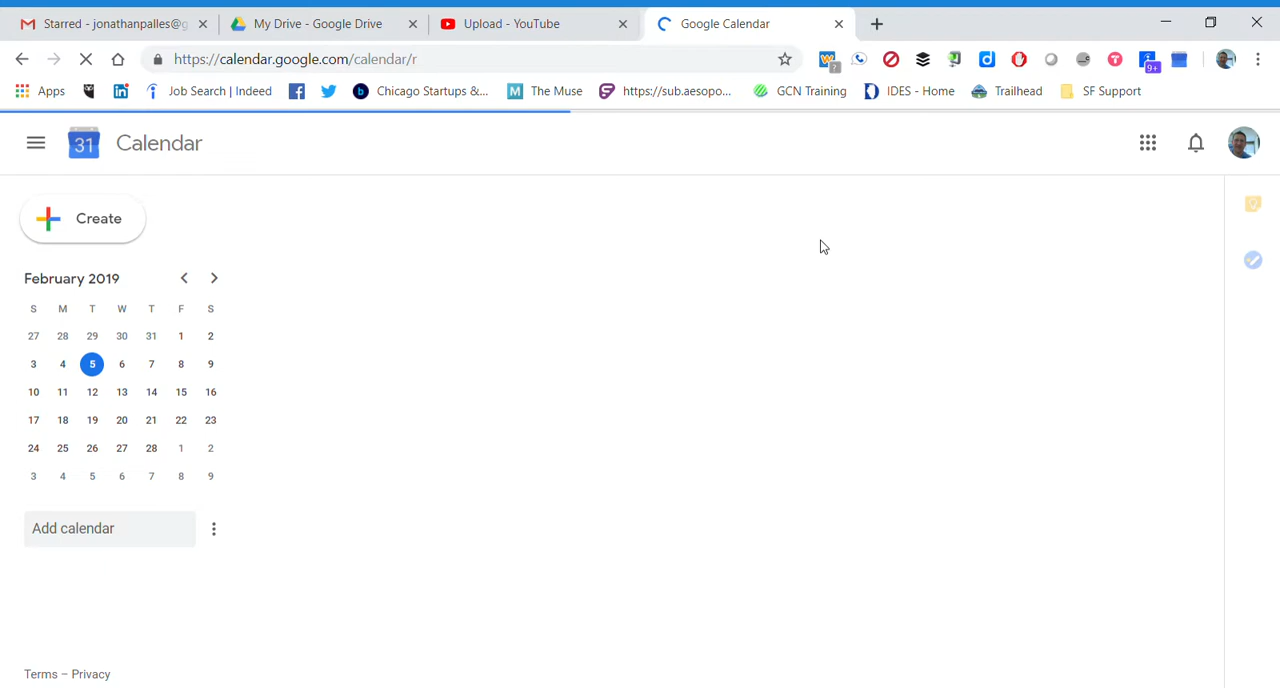 Starred - jonathanpalles@g
My Drive - Google Drive
Upload - YouTube
Google Calendar
https://calendar.google.com/calendar/r
?
9+
Apps
Job Search | Indeed
Chicago Startups &...
The Muse
https://sub.aesopo...
GCN Training
IDES - Home
Trailhead
SF Support
31
Calendar
Create
February 2019
S M T W T F S
27 28 29 30 31 1 2
3 4 5 6 7 8 9
10 11 12 13 14 15 16
17 18 19 20 21 22 23
24 25 26 27 28 1 2
3 4 5 6 7 8 9
Add calendar
Terms – Privacy